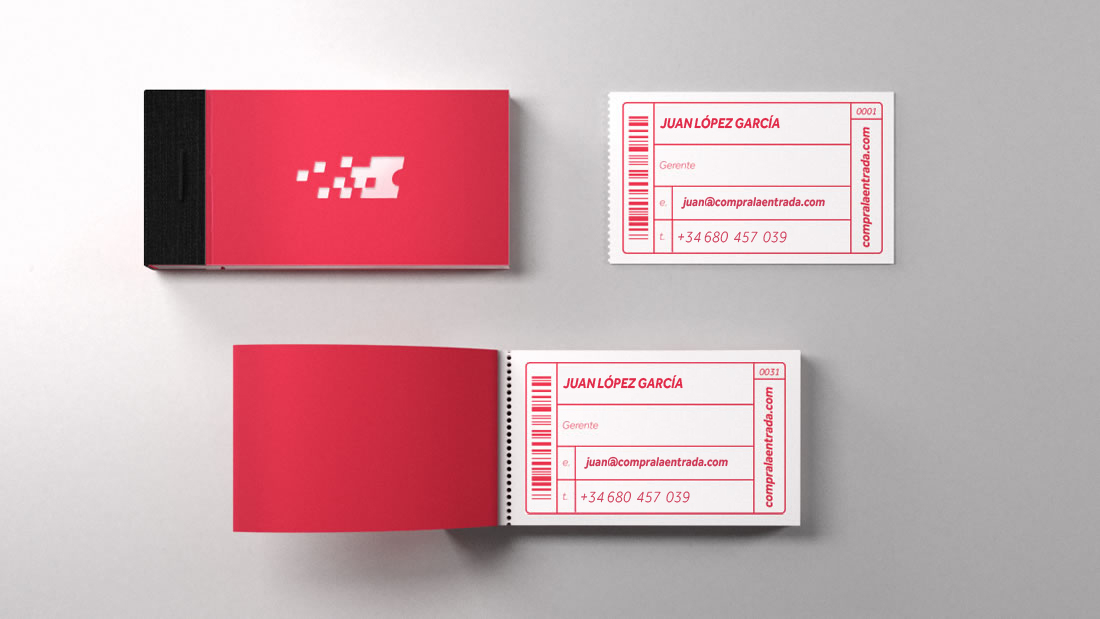 JUAN LÓPEZ GARCÍA
0001
Gerente
e. juan@compralaentrada.com
t. +34 680 457 039
compralaentrada.com
JUAN LÓPEZ GARCÍA
0031
Gerente
e. juan@compralaentrada.com
t. +34 680 457 039
compralaentrada.com